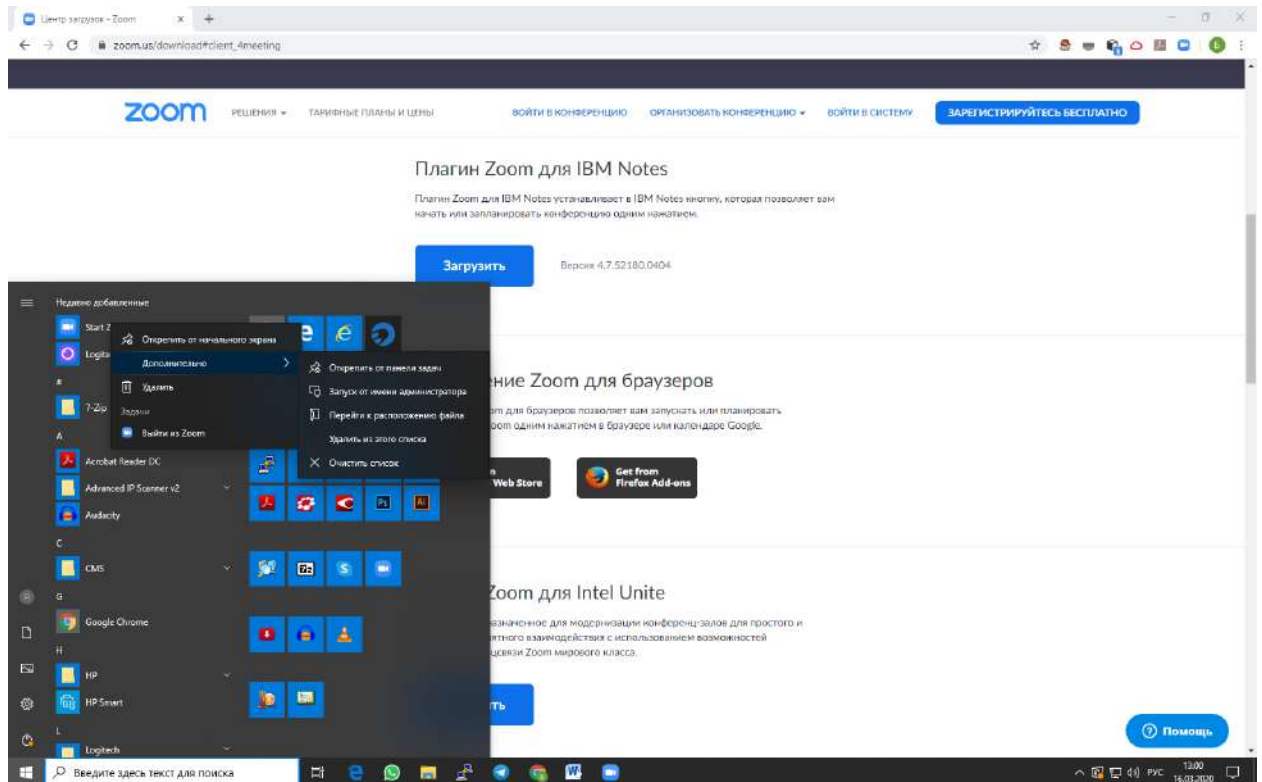 Центр загрузок - Zoom
zoom.us/download#client_4meeting
zoom
РЕШЕНИЯ
ТАРИФНЫЕ ПЛАНЫ И ЦЕНЫ
ВОЙТИ В КОНФЕРЕНЦИЮ
ОРГАНИЗОВАТЬ КОНФЕРЕНЦИЮ
ВОЙТИ В СИСТЕМУ
ЗАРЕГИСТРИРУЙТЕСЬ БЕСПЛАТНО
Плагин Zoom для IBM Notes
Плагин Zoom для IBM Notes устанавливает в IBM Notes кнопку, которая позволяет вам
начать или запланировать конференцию одним нажатием.
Загрузить
Версия 4.7.52180.0404
ние Zoom для браузеров
om для браузеров позволяет вам запускать или планировать
oom одним нажатием в браузере или календаре Google.
Web Store
Get from
Firefox Add-ons
Zoom для Intel Unite
азначенное для модернизации конференц-залов для простого и
ятного взаимодействия с использованием возможностей
цсвязи Zoom мирового класса.
ть
Помощь
Недавно добавленные
Start Z
Logita
#
7-Zip
A
Acrobat Reader DC
Advanced IP Scanner v2
Audacity
C
CMS
G
Google Chrome
H
HP
HP Smart
L
Logitech
Открепить от начального экрана
Дополнительно
Удалить
Задачи
Выйти из Zoom
Открепить от панели задач
Запуск от имени администратора
Перейти к расположению файла
Удалить из этого списка
Очистить список
Ps
Ai
7z
Введите здесь текст для поиска
РУС
13:00
16.03.2020